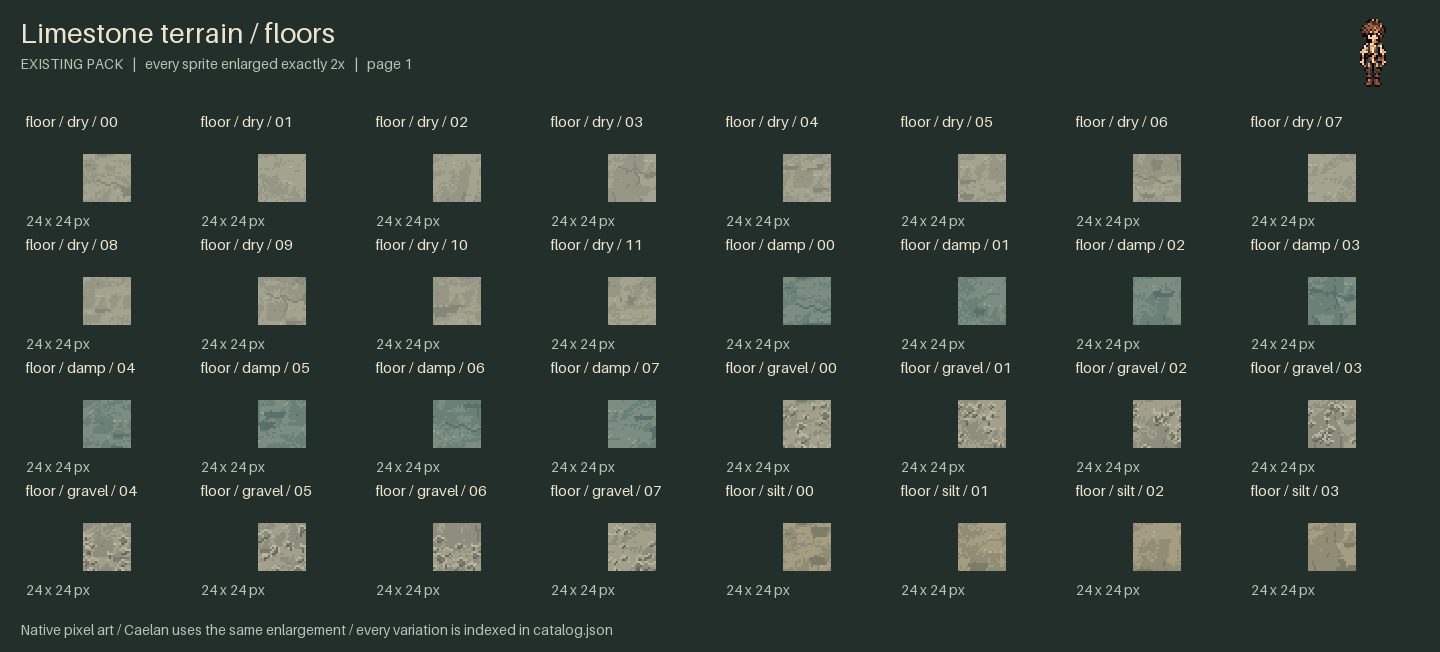 Limestone terrain / floors
EXISTING PACK | every sprite enlarged exactly 2x | page 1
floor / dry / 00 floor / dry / 01 floor / dry / 02 floor / dry / 03 floor / dry / 04 floor / dry / 05 floor / dry / 06 floor / dry / 07
24 x 24 px 24 x 24 px 24 x 24 px 24 x 24 px 24 x 24 px 24 x 24 px 24 x 24 px 24 x 24 px
floor / dry / 08 floor / dry / 09 floor / dry / 10 floor / dry / 11 floor / damp / 00 floor / damp / 01 floor / damp / 02 floor / damp / 03
24 x 24 px 24 x 24 px 24 x 24 px 24 x 24 px 24 x 24 px 24 x 24 px 24 x 24 px 24 x 24 px
floor / damp / 04 floor / damp / 05 floor / damp / 06 floor / damp / 07 floor / gravel / 00 floor / gravel / 01 floor / gravel / 02 floor / gravel / 03
24 x 24 px 24 x 24 px 24 x 24 px 24 x 24 px 24 x 24 px 24 x 24 px 24 x 24 px 24 x 24 px
floor / gravel / 04 floor / gravel / 05 floor / gravel / 06 floor / gravel / 07 floor / silt / 00 floor / silt / 01 floor / silt / 02 floor / silt / 03
24 x 24 px 24 x 24 px 24 x 24 px 24 x 24 px 24 x 24 px 24 x 24 px 24 x 24 px 24 x 24 px
Native pixel art / Caelan uses the same enlargement / every variation is indexed in catalog.json